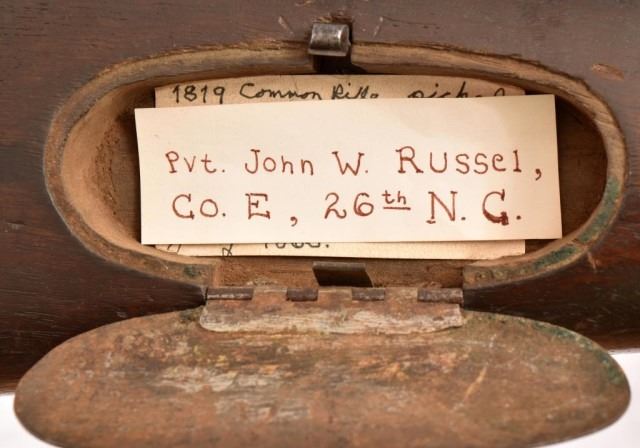 1819 Common Rifle
Pvt. John W. Russel,
Co. E, 26th N.C.